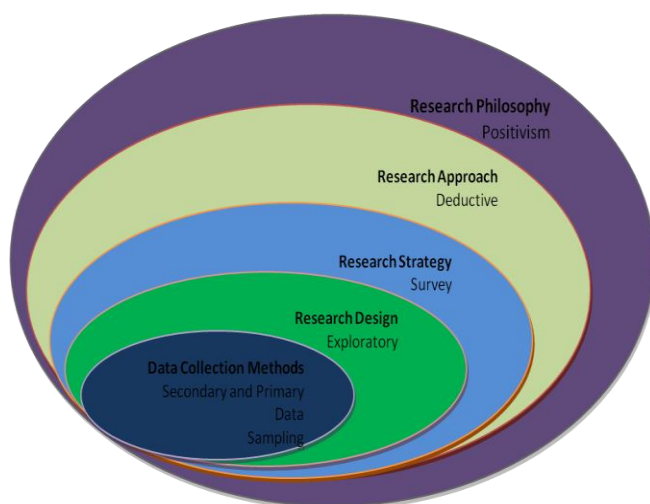 Research Philosophy
Positivism
Research Approach
Deductive
Research Strategy
Survey
Research Design
Exploratory
Data Collection Methods
Secondary and Primary
Data
Sampling